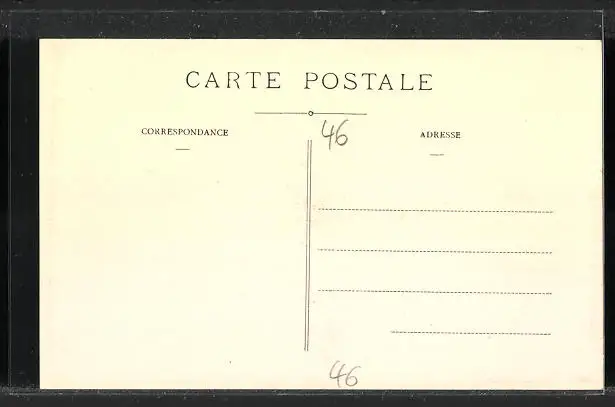 CARTE POSTALE
CORRESPONDANCE
46
ADRESSE
46